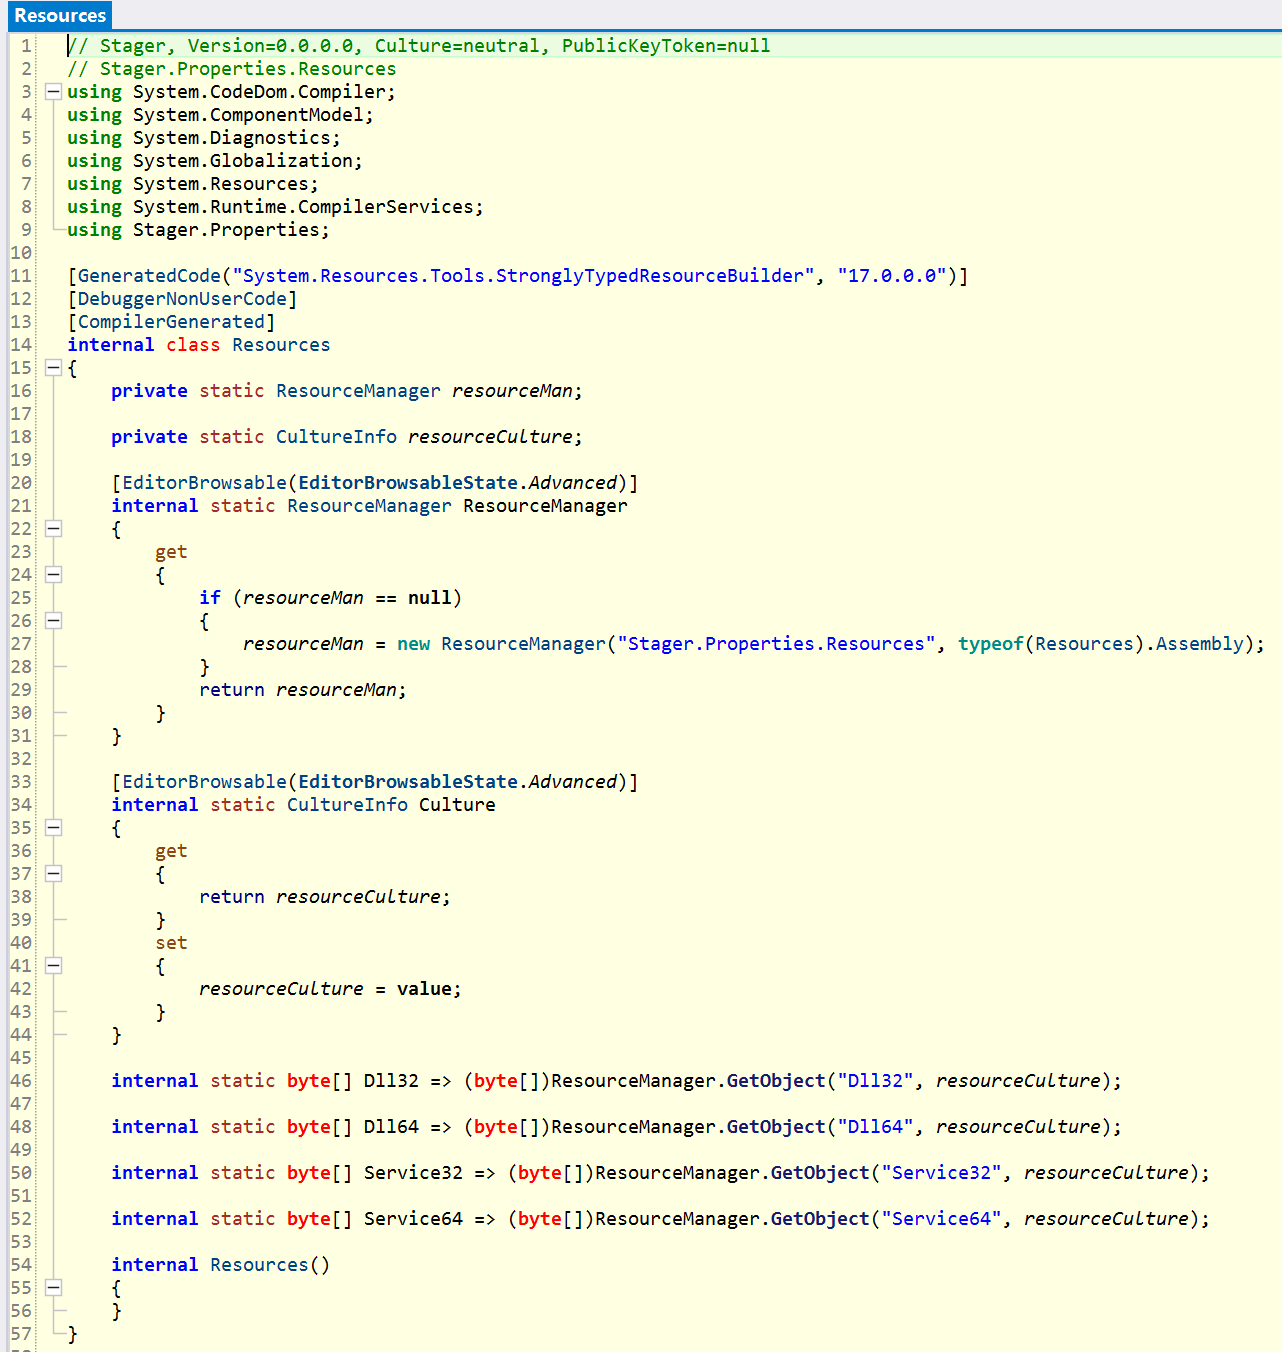 Resources
1 // Stager, Version=0.0.0.0, Culture=neutral, PublicKeyToken=null
2 // Stager.Properties.Resources
3 using System.CodeDom.Compiler;
4 using System.ComponentModel;
5 using System.Diagnostics;
6 using System.Globalization;
7 using System.Resources;
8 using System.Runtime.CompilerServices;
9 using Stager.Properties;
10
11 [GeneratedCode("System.Resources.Tools.StronglyTypedResourceBuilder", "17.0.0.0")]
12 [DebuggerNonUserCode]
13 [CompilerGenerated]
14 internal class Resources
15 {
16     private static ResourceManager resourceMan;
17
18     private static CultureInfo resourceCulture;
19
20     [EditorBrowsable(EditorBrowsableState.Advanced)]
21     internal static ResourceManager ResourceManager
22     {
23         get
24         {
25             if (resourceMan == null)
26             {
27                 resourceMan = new ResourceManager("Stager.Properties.Resources", typeof(Resources).Assembly);
28             }
29             return resourceMan;
30         }
31     }
32
33     [EditorBrowsable(EditorBrowsableState.Advanced)]
34     internal static CultureInfo Culture
35     {
36         get
37         {
38             return resourceCulture;
39         }
40         set
41         {
42             resourceCulture = value;
43         }
44     }
45
46     internal static byte[] Dll32 => (byte[])ResourceManager.GetObject("Dll32", resourceCulture);
47
48     internal static byte[] Dll64 => (byte[])ResourceManager.GetObject("Dll64", resourceCulture);
49
50     internal static byte[] Service32 => (byte[])ResourceManager.GetObject("Service32", resourceCulture);
51
52     internal static byte[] Service64 => (byte[])ResourceManager.GetObject("Service64", resourceCulture);
53
54     internal Resources()
55     {
56     }
57 }